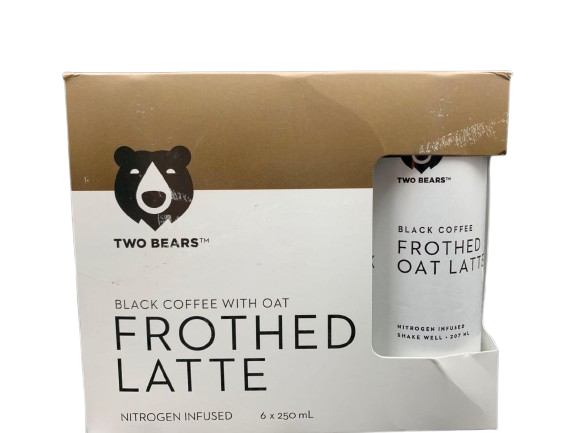 TWO BEARS™
BLACK COFFEE WITH OAT
FROTHED
LATTE
NITROGEN INFUSED 6 x 250 mL
TWO BEARS™
BLACK COFFEE
FROTHED
OAT LATTE
NITROGEN INFUSED
SHAKE WELL • 207 ML